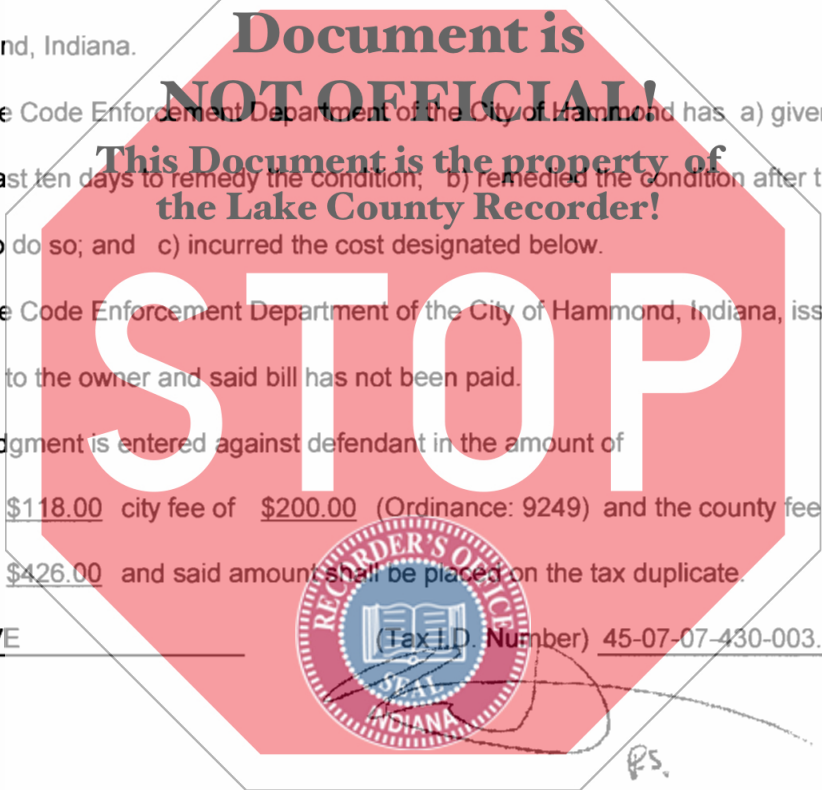 Document is
nd, Indiana.
NOT OFFICIAL!
e Code Enforcement Department of the City of Hammond has a) give
This Document is the property of
ast ten days to remedy the condition; b) remedied the condition after t
the Lake County Recorder!
o do so; and c) incurred the cost designated below.
STOP
e Code Enforcement Department of the City of Hammond, Indiana, iss
to the owner and said bill has not been paid.
dgment is entered against defendant in the amount of
$118.00 city fee of $200.00 (Ordinance: 9249) and the county fee
$426.00 and said amount shall be placed on the tax duplicate.
RECORDER'S OFFICE
VE (Tax I.D. Number) 45-07-07-430-003.
SEAL
INDIANA